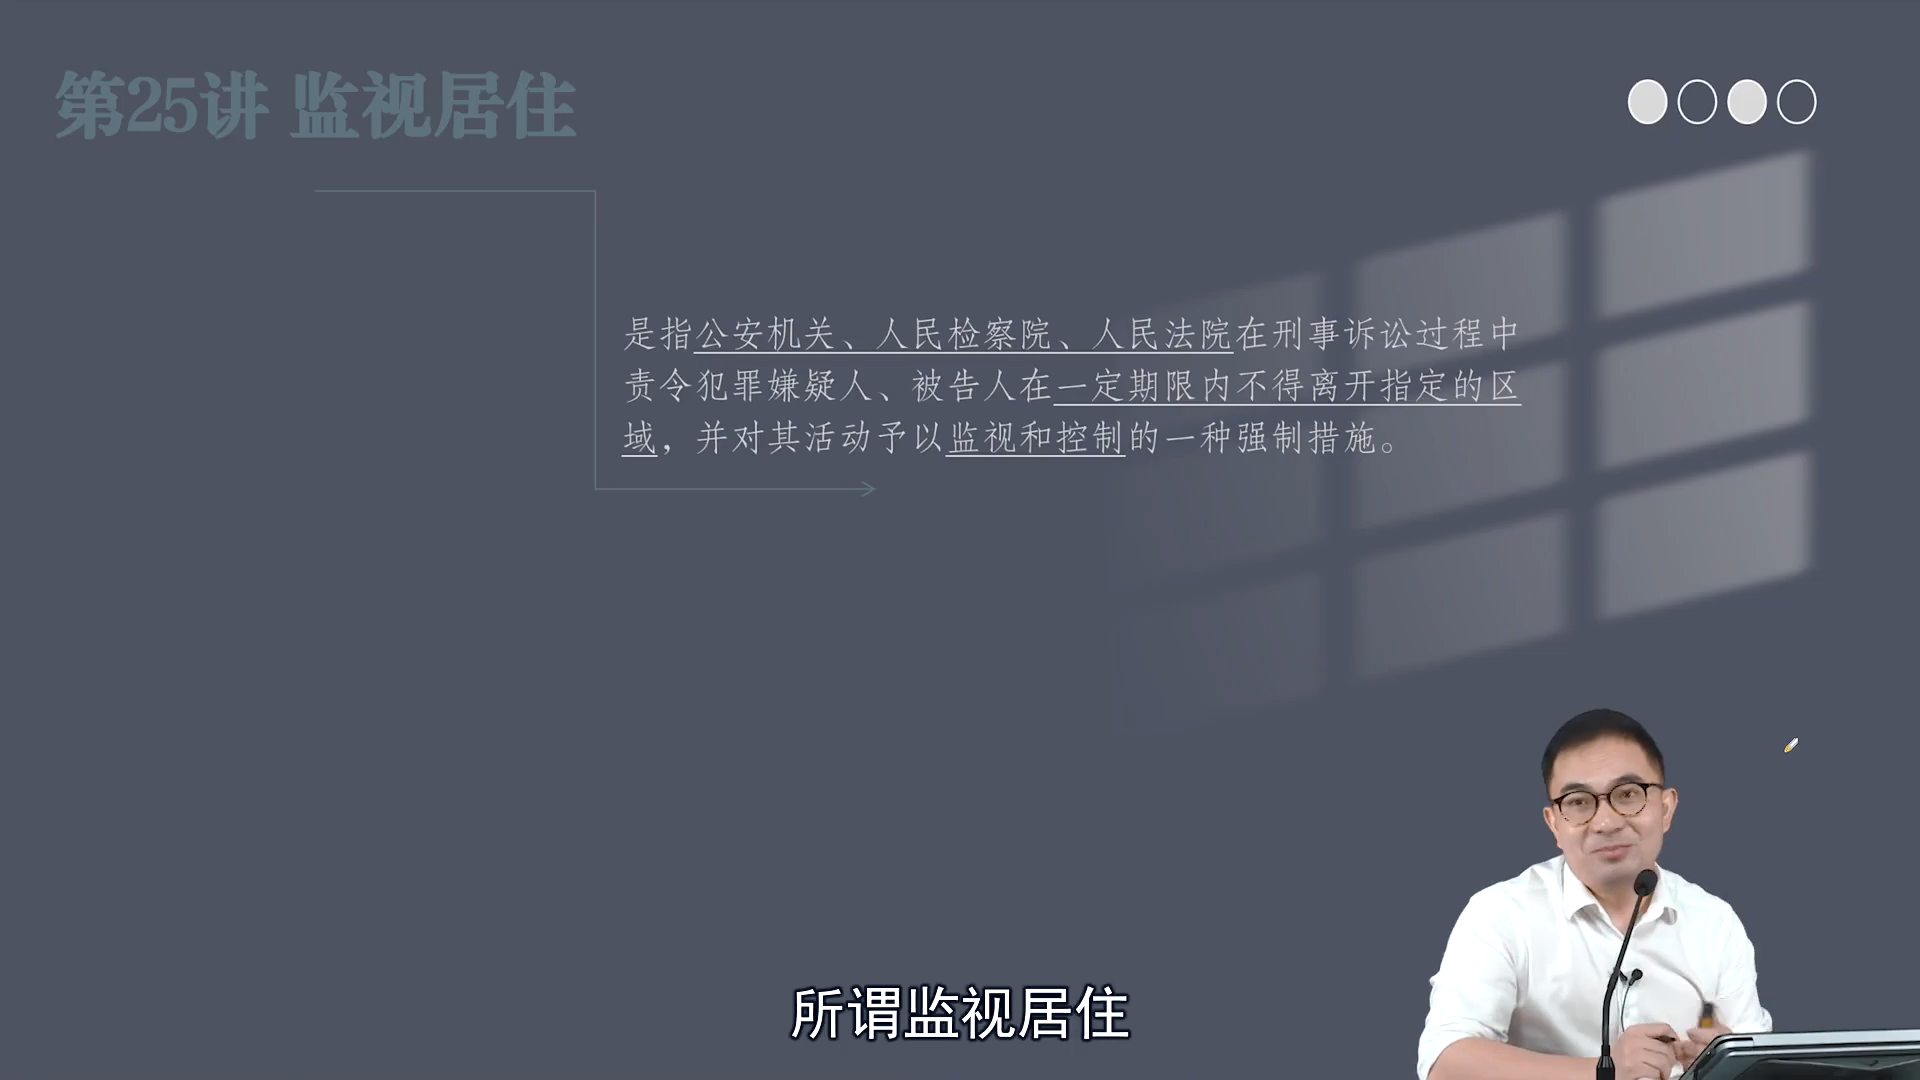 第25讲 监视居住
是指公安机关、人民检察院、人民法院在刑事诉讼过程中
责令犯罪嫌疑人、被告人在一定期限内不得离开指定的区
域，并对其活动予以监视和控制的一种强制措施。
所谓监视居住